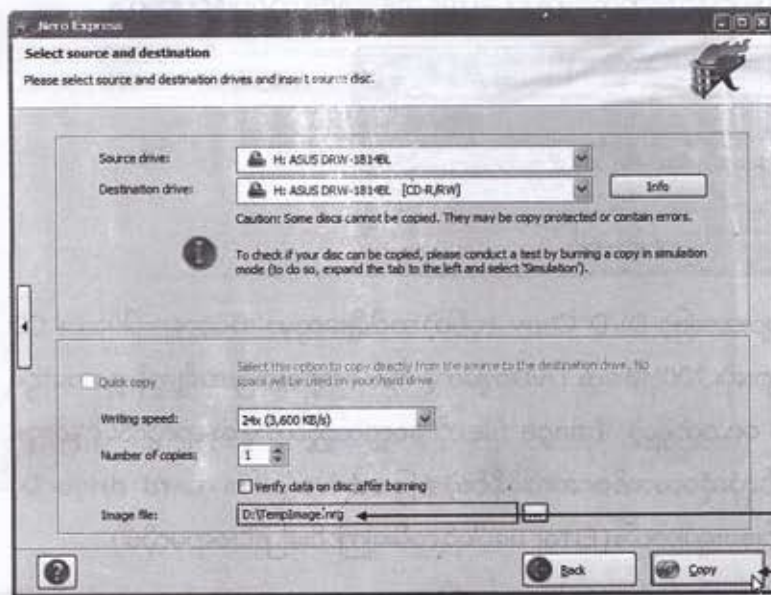 Nero Express
Select source and destination
Please select source and destination drives and insert source disc.
Source drive:
H: ASUS DRW-1814BL
Destination drive:
H: ASUS DRW-1814BL [CD-R/RW]
Info
Caution: Some discs cannot be copied. They may be copy protected or contain errors.
To check if your disc can be copied, please conduct a test by burning a copy in simulation
mode (to do so, expand the tab to the left and select 'Simulation').
Quick copy
Select this option to copy directly from the source to the destination drive. No
space will be used on your hard drive.
Writing speed:
24x (3,600 KB/s)
Number of copies:
1
Verify data on disc after burning
Image file:
D:\TempImage.nrg
...
Back
Copy